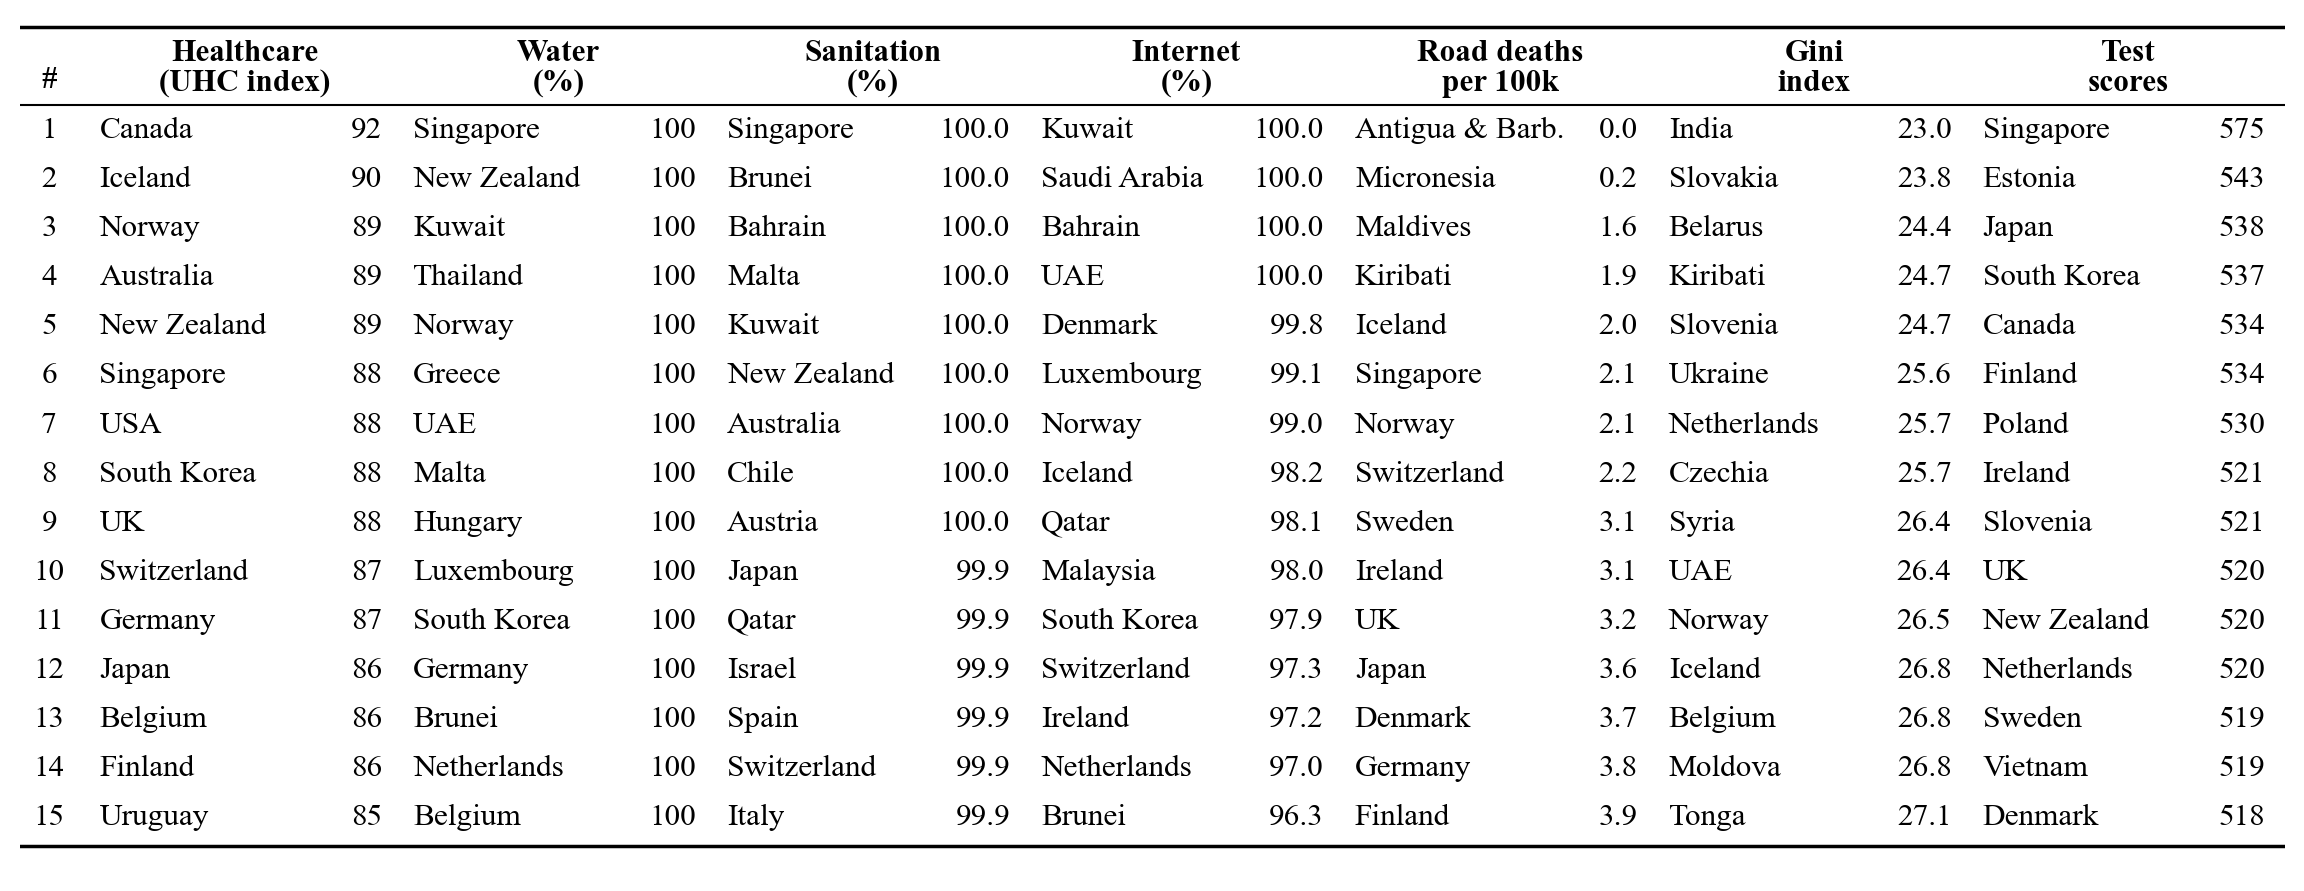 # Healthcare (UHC index) Water (%) Sanitation (%) Internet (%) Road deaths per 100k Gini index Test scores
1 Canada 92 Singapore 100 Singapore 100.0 Kuwait 100.0 Antigua & Barb. 0.0 India 23.0 Singapore 575
2 Iceland 90 New Zealand 100 Brunei 100.0 Saudi Arabia 100.0 Micronesia 0.2 Slovakia 23.8 Estonia 543
3 Norway 89 Kuwait 100 Bahrain 100.0 Bahrain 100.0 Maldives 1.6 Belarus 24.4 Japan 538
4 Australia 89 Thailand 100 Malta 100.0 UAE 100.0 Kiribati 1.9 Kiribati 24.7 South Korea 537
5 New Zealand 89 Norway 100 Kuwait 100.0 Denmark 99.8 Iceland 2.0 Slovenia 24.7 Canada 534
6 Singapore 88 Greece 100 New Zealand 100.0 Luxembourg 99.1 Singapore 2.1 Ukraine 25.6 Finland 534
7 USA 88 UAE 100 Australia 100.0 Norway 99.0 Norway 2.1 Netherlands 25.7 Poland 530
8 South Korea 88 Malta 100 Chile 100.0 Iceland 98.2 Switzerland 2.2 Czechia 25.7 Ireland 521
9 UK 88 Hungary 100 Austria 100.0 Qatar 98.1 Sweden 3.1 Syria 26.4 Slovenia 521
10 Switzerland 87 Luxembourg 100 Japan 99.9 Malaysia 98.0 Ireland 3.1 UAE 26.4 UK 520
11 Germany 87 South Korea 100 Qatar 99.9 South Korea 97.9 UK 3.2 Norway 26.5 New Zealand 520
12 Japan 86 Germany 100 Israel 99.9 Switzerland 97.3 Japan 3.6 Iceland 26.8 Netherlands 520
13 Belgium 86 Brunei 100 Spain 99.9 Ireland 97.2 Denmark 3.7 Belgium 26.8 Sweden 519
14 Finland 86 Netherlands 100 Switzerland 99.9 Netherlands 97.0 Germany 3.8 Moldova 26.8 Vietnam 519
15 Uruguay 85 Belgium 100 Italy 99.9 Brunei 96.3 Finland 3.9 Tonga 27.1 Denmark 518